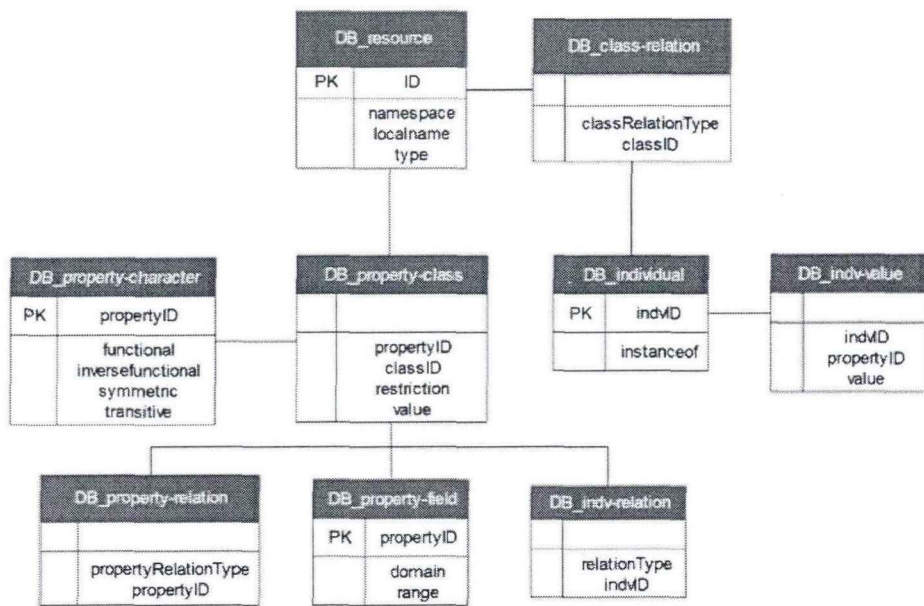 DB_resource
PK ID
namespace
localname
type
DB_class-relation
classRelationType
classID
DB_property-character
PK propertyID
functional
inversefunctional
symmetric
transitive
DB_property-class
propertyID
classID
restriction
value
DB_individual
PK indvID
instanceof
DB_indv-value
indvID
propertyID
value
DB_property-relation
propertyRelationType
propertyID
DB_property-field
PK propertyID
domain
range
DB_indv-relation
relationType
indvID